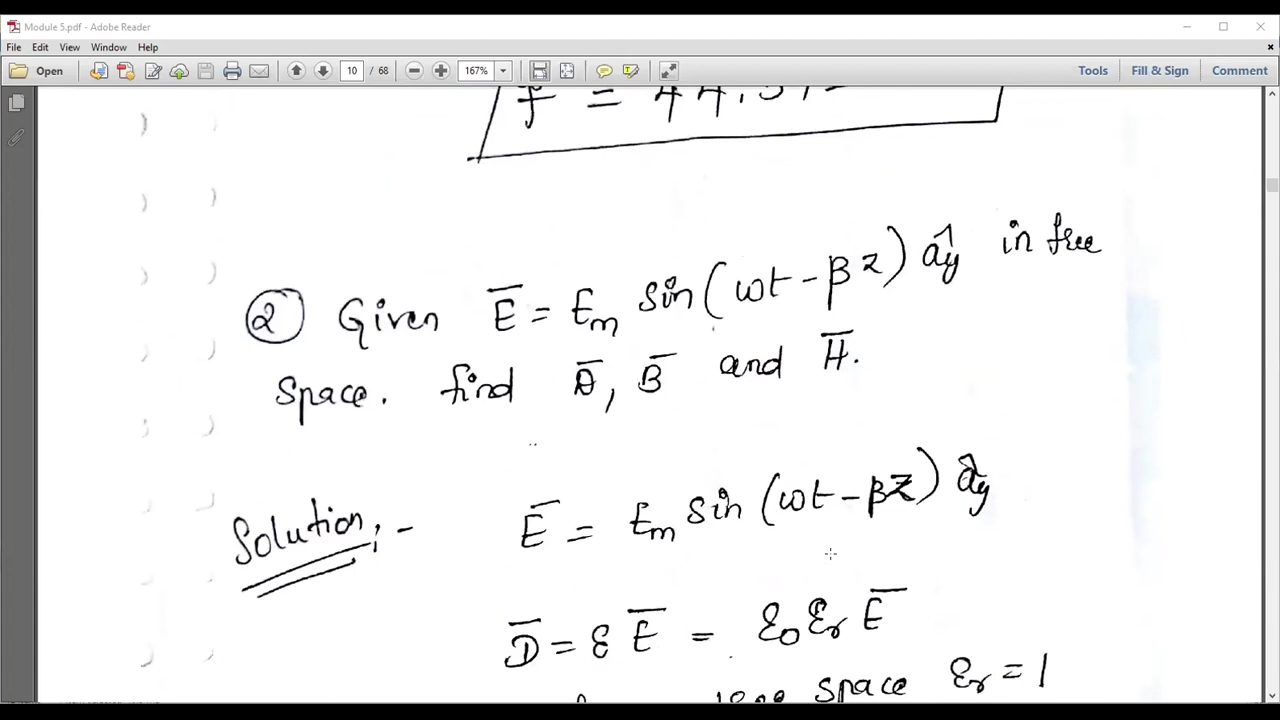 Module 5.pdf - Adobe Reader
File Edit View Window Help
Open 10 / 68 167% Tools Fill & Sign Comment
f = 44.51
② Given E̅ = Em sin(ωt - βz) ây in free
space. find D̅, B̅ and H̅.
Solution:- E̅ = Em sin(ωt - βz) ây
D̅ = ε E̅ = ε0 εr E̅
space εr = 1